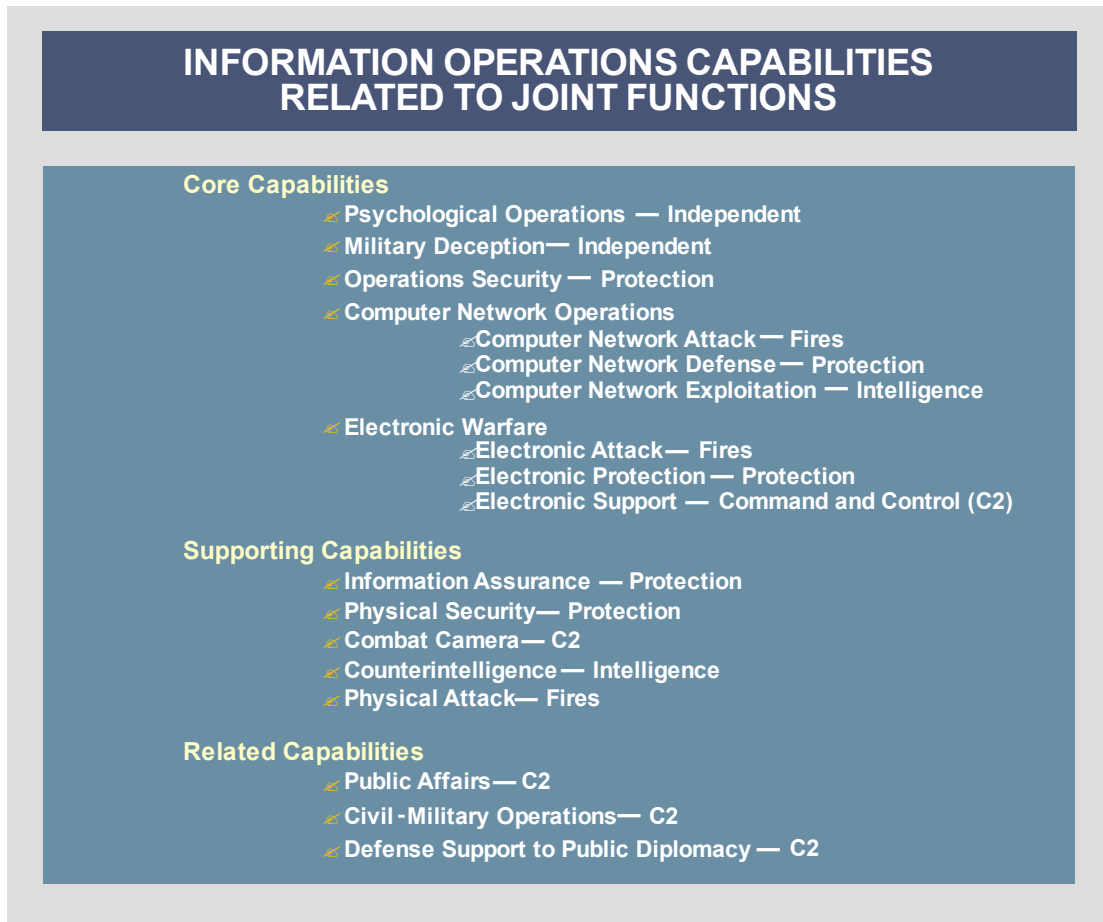 INFORMATION OPERATIONS CAPABILITIES
RELATED TO JOINT FUNCTIONS
Core Capabilities
Psychological Operations — Independent
Military Deception— Independent
Operations Security — Protection
Computer Network Operations
Computer Network Attack — Fires
Computer Network Defense — Protection
Computer Network Exploitation — Intelligence
Electronic Warfare
Electronic Attack — Fires
Electronic Protection — Protection
Electronic Support — Command and Control (C2)
Supporting Capabilities
Information Assurance — Protection
Physical Security— Protection
Combat Camera— C2
Counterintelligence — Intelligence
Physical Attack— Fires
Related Capabilities
Public Affairs— C2
Civil-Military Operations— C2
Defense Support to Public Diplomacy — C2